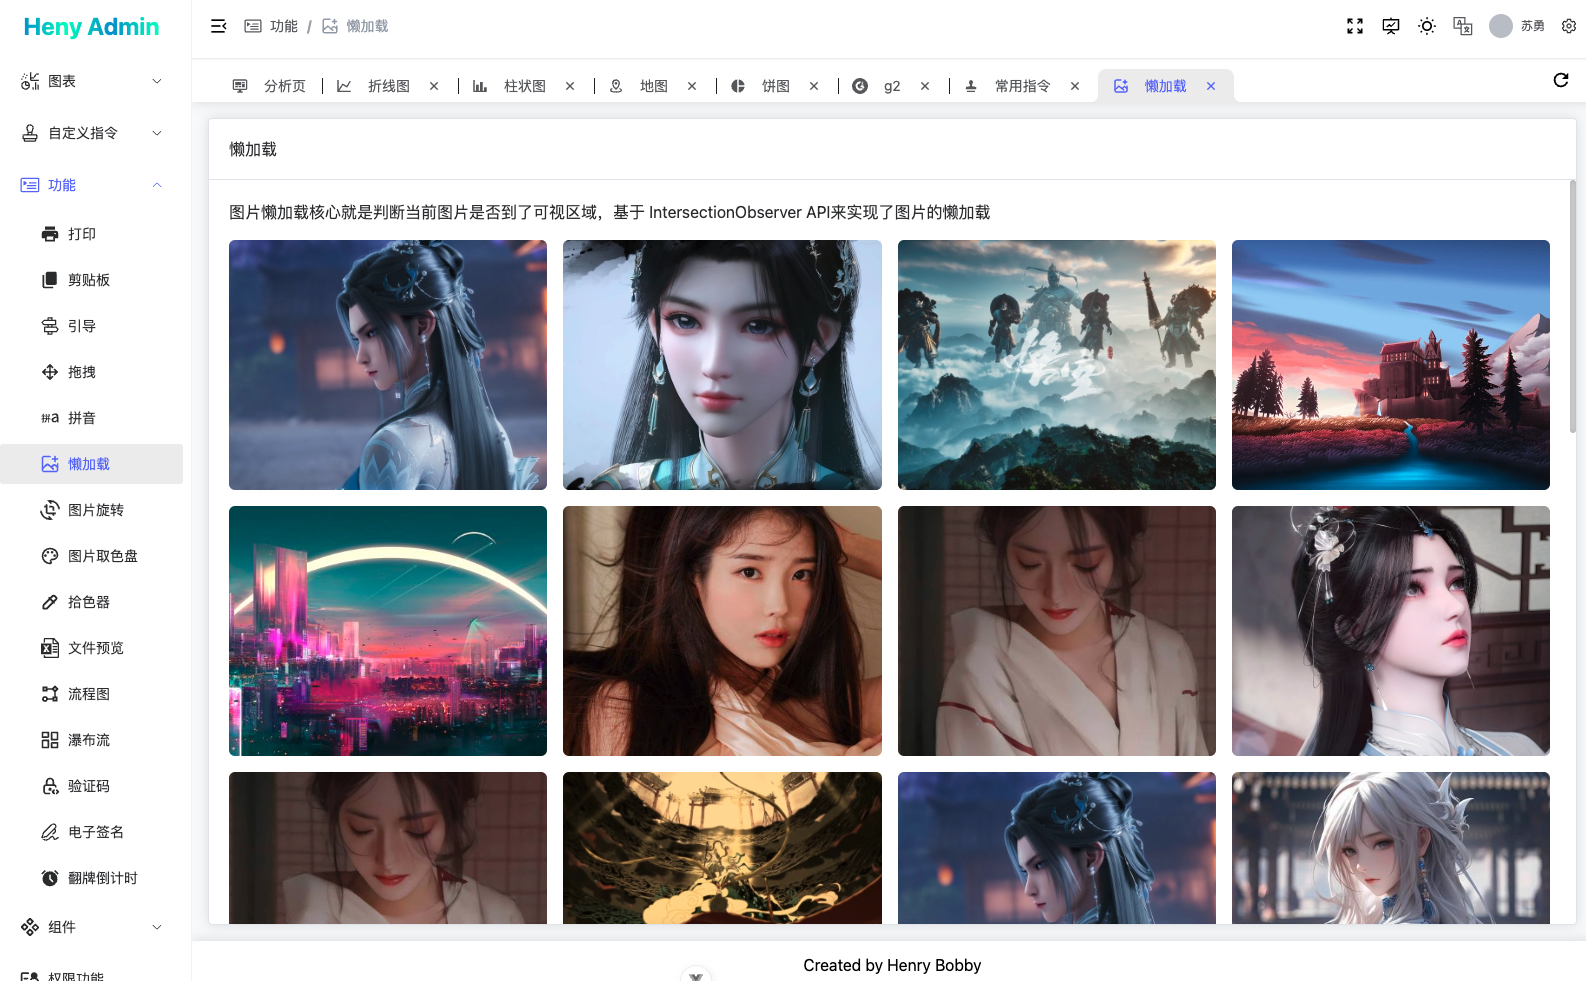 Heny Admin
功能 / 懒加载
苏勇
图表
自定义指令
功能
打印
剪贴板
引导
拖拽
拼音
懒加载
图片旋转
图片取色盘
拾色器
文件预览
流程图
瀑布流
验证码
电子签名
翻牌倒计时
组件
权限功能
分析页
折线图
柱状图
地图
饼图
g2
常用指令
懒加载
懒加载
图片懒加载核心就是判断当前图片是否到了可视区域，基于 IntersectionObserver API来实现了图片的懒加载
悟空
Created by Henry Bobby